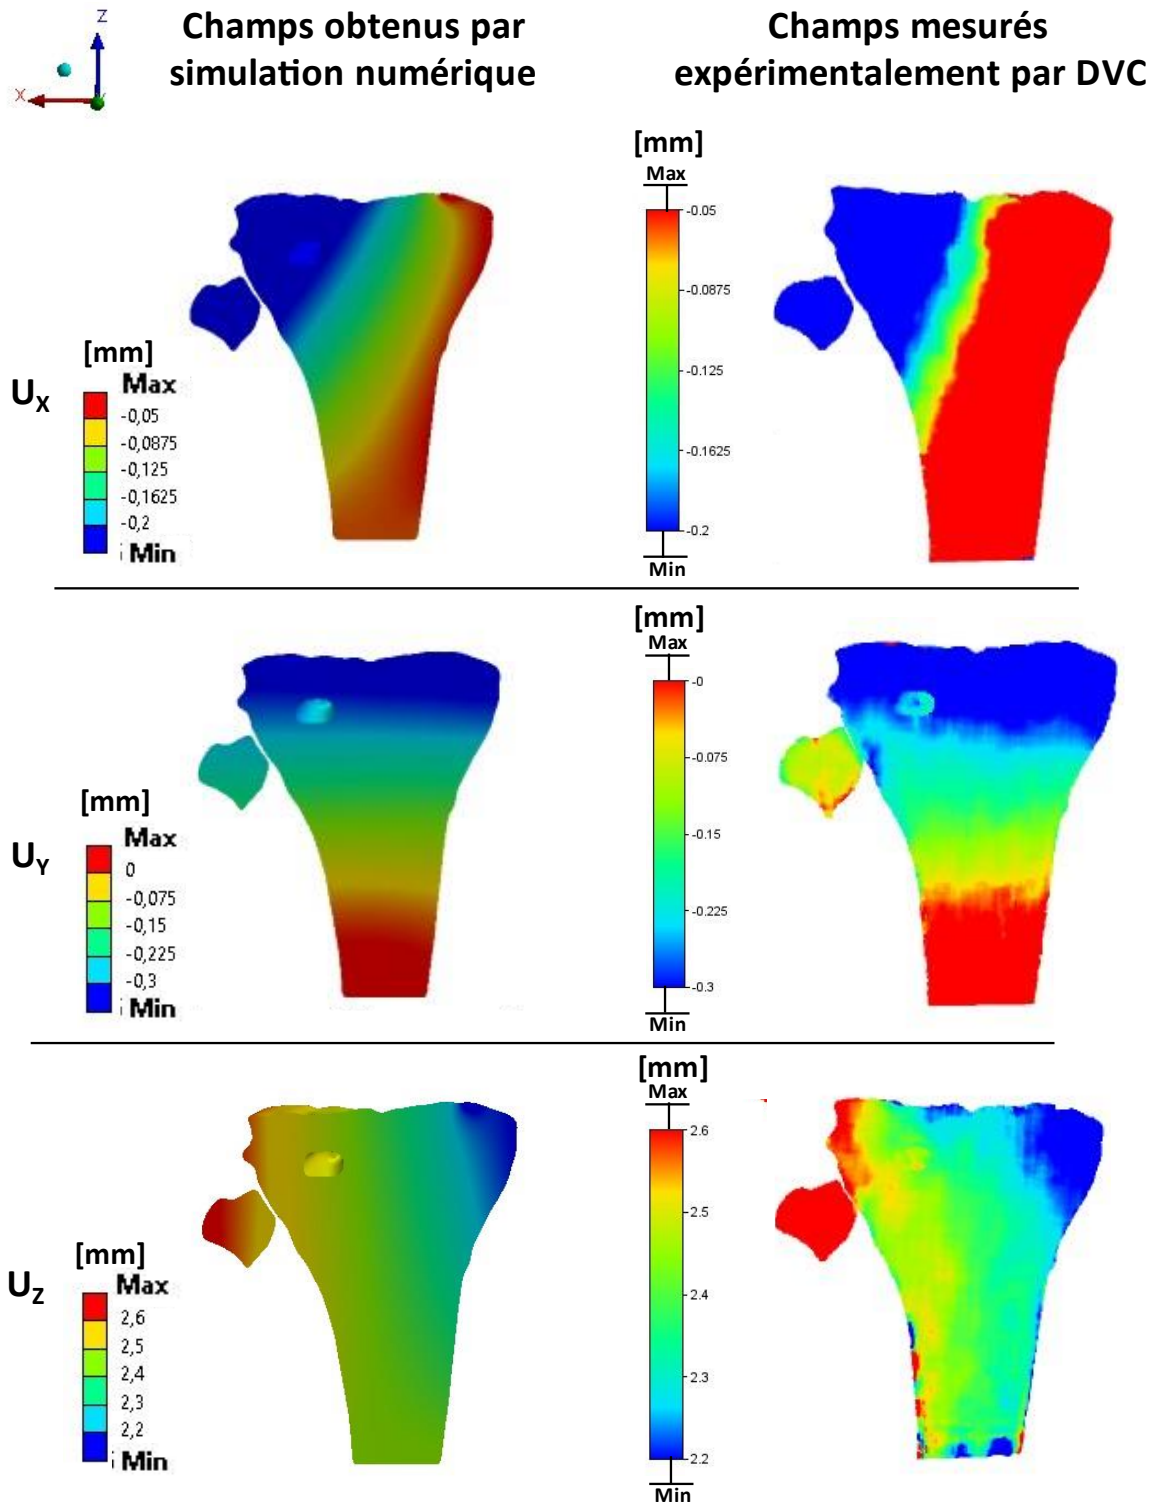 Z
X
Champs obtenus par
simulation numérique
Champs mesurés
expérimentalement par DVC
U_X
[mm]
Max
-0,05
-0,0875
-0,125
-0,1625
-0,2
Min
[mm]
Max
-0.05
-0.0875
-0.125
-0.1625
-0.2
Min
U_Y
[mm]
Max
0
-0,075
-0,15
-0,225
-0,3
Min
[mm]
Max
-0
-0.075
-0.15
-0.225
-0.3
Min
U_Z
[mm]
Max
2,6
2,5
2,4
2,3
2,2
Min
[mm]
Max
2.6
2.5
2.4
2.3
2.2
Min